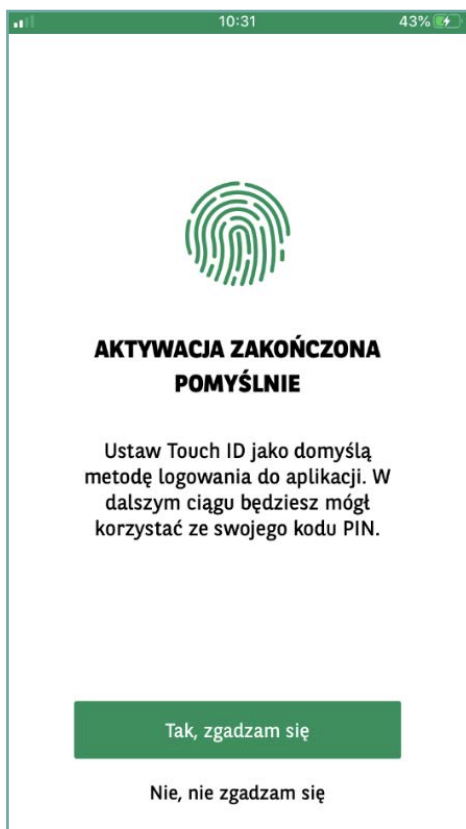 10:31
43%
AKTYWACJA ZAKOŃCZONA
POMYŚLNIE
Ustaw Touch ID jako domyślą
metodę logowania do aplikacji. W
dalszym ciągu będziesz mógł
korzystać ze swojego kodu PIN.
Tak, zgadzam się
Nie, nie zgadzam się